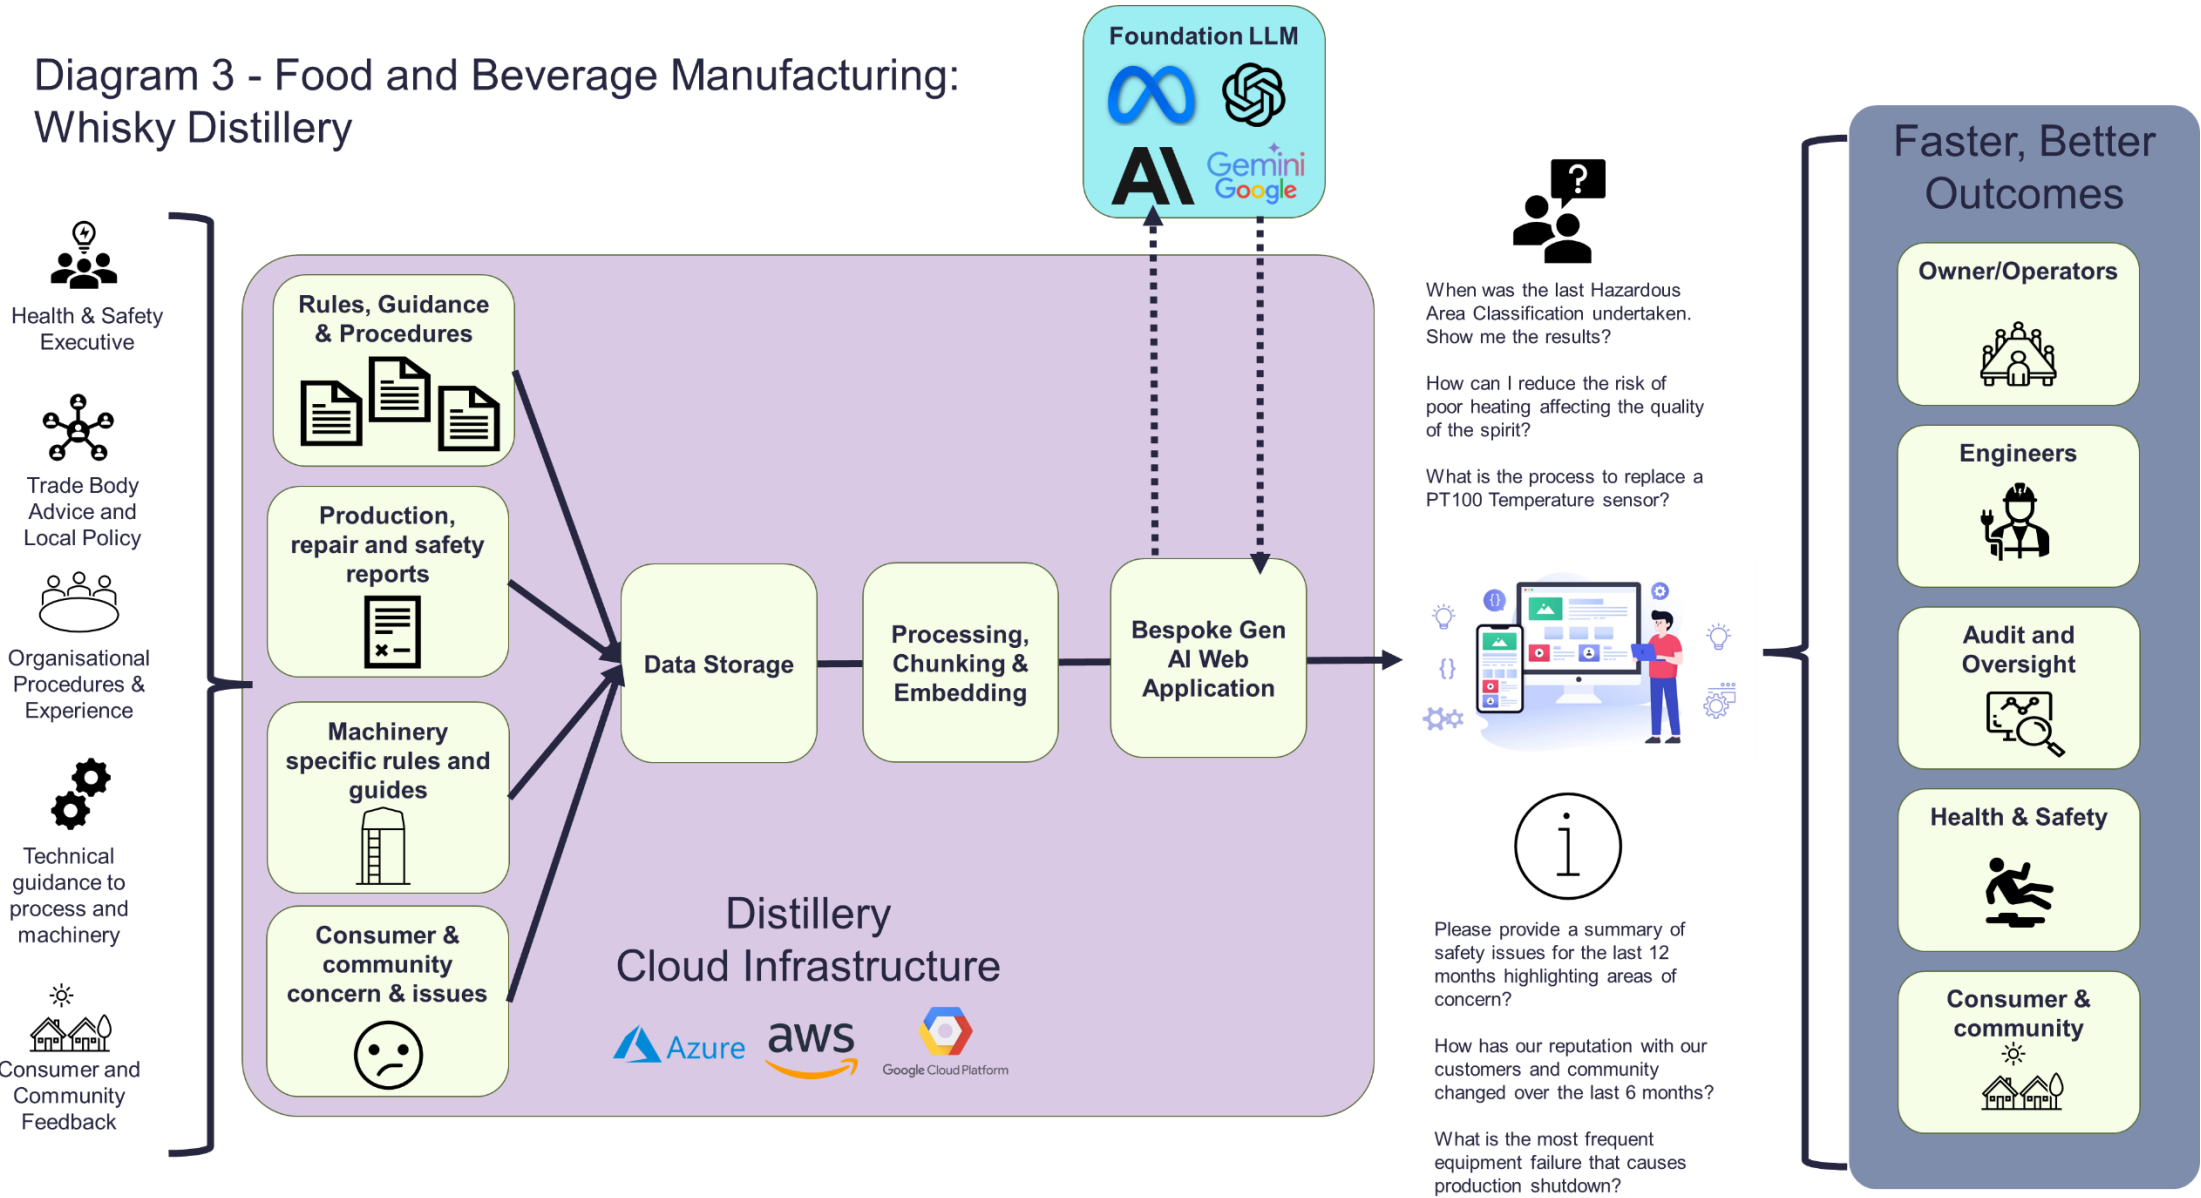 Diagram 3 - Food and Beverage Manufacturing:
Whisky Distillery
Health & Safety
Executive
Trade Body
Advice and
Local Policy
Organisational
Procedures &
Experience
Technical
guidance to
process and
machinery
Consumer and
Community
Feedback
Rules, Guidance
& Procedures
Production,
repair and safety
reports
Machinery
specific rules and
guides
Consumer &
community
concern & issues
Data Storage
Processing,
Chunking &
Embedding
Bespoke Gen
AI Web
Application
Distillery
Cloud Infrastructure
Azure
aws
Google Cloud Platform
Foundation LLM
AI
Gemini
Google
?
When was the last Hazardous
Area Classification undertaken.
Show me the results?
How can I reduce the risk of
poor heating affecting the quality
of the spirit?
What is the process to replace a
PT100 Temperature sensor?
{}
{}
i
Please provide a summary of
safety issues for the last 12
months highlighting areas of
concern?
How has our reputation with our
customers and community
changed over the last 6 months?
What is the most frequent
equipment failure that causes
production shutdown?
Faster, Better
Outcomes
Owner/Operators
Engineers
Audit and
Oversight
Health & Safety
Consumer &
community